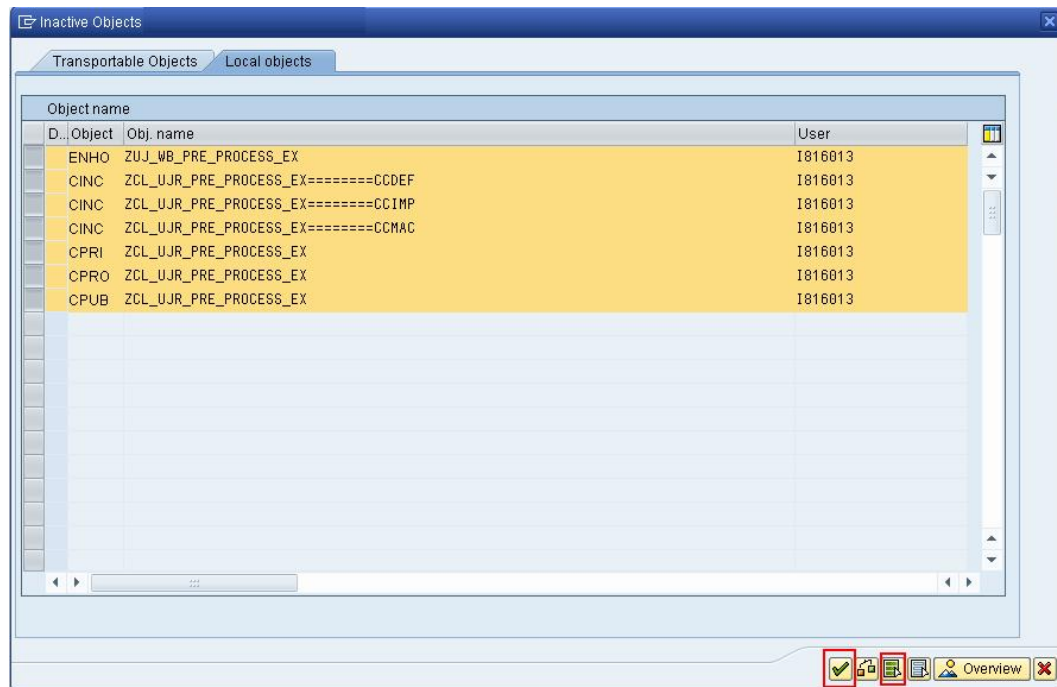 Inactive Objects
Transportable Objects Local objects
Object name
D.. Object Obj. name User
ENHO ZUJ_WB_PRE_PROCESS_EX I816013
CINC ZCL_UJR_PRE_PROCESS_EX========CCDEF I816013
CINC ZCL_UJR_PRE_PROCESS_EX========CCIMP I816013
CINC ZCL_UJR_PRE_PROCESS_EX========CCMAC I816013
CPRI ZCL_UJR_PRE_PROCESS_EX I816013
CPRO ZCL_UJR_PRE_PROCESS_EX I816013
CPUB ZCL_UJR_PRE_PROCESS_EX I816013
Overview